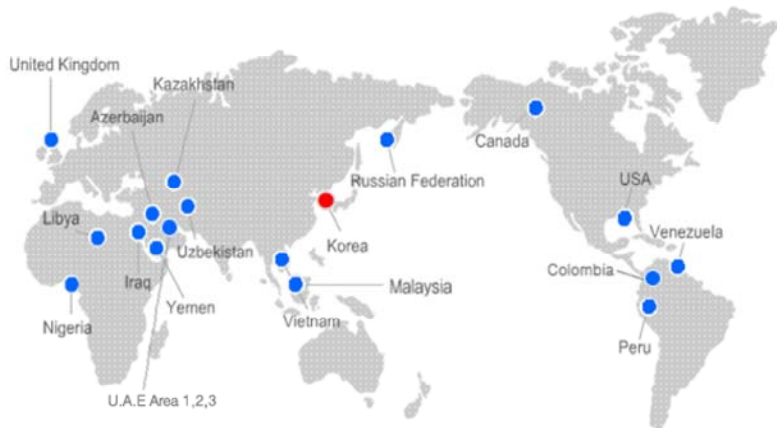 United Kingdom
Kazakhstan
Azerbaijan
Canada
Russian Federation
USA
Libya
Uzbekistan
Korea
Venezuela
Colombia
Iraq
Yemen
Malaysia
Nigeria
Vietnam
Peru
U.A.E Area 1,2,3